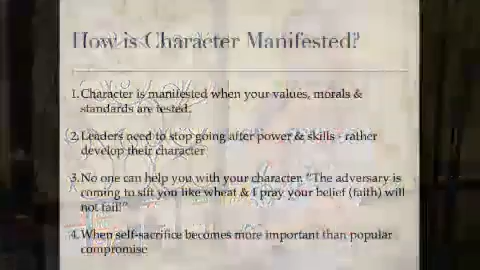 How is Character Manifested?
1. Character is manifested when your values, morals &
standards are tested.
2. Leaders need to stop going after power & skills - rather
develop their character
3. No one can help you with your character. "The adversary is
coming to sift you like wheat & I pray your belief (faith) will
not fail!"
4. When self-sacrifice becomes more important than popular
compromise